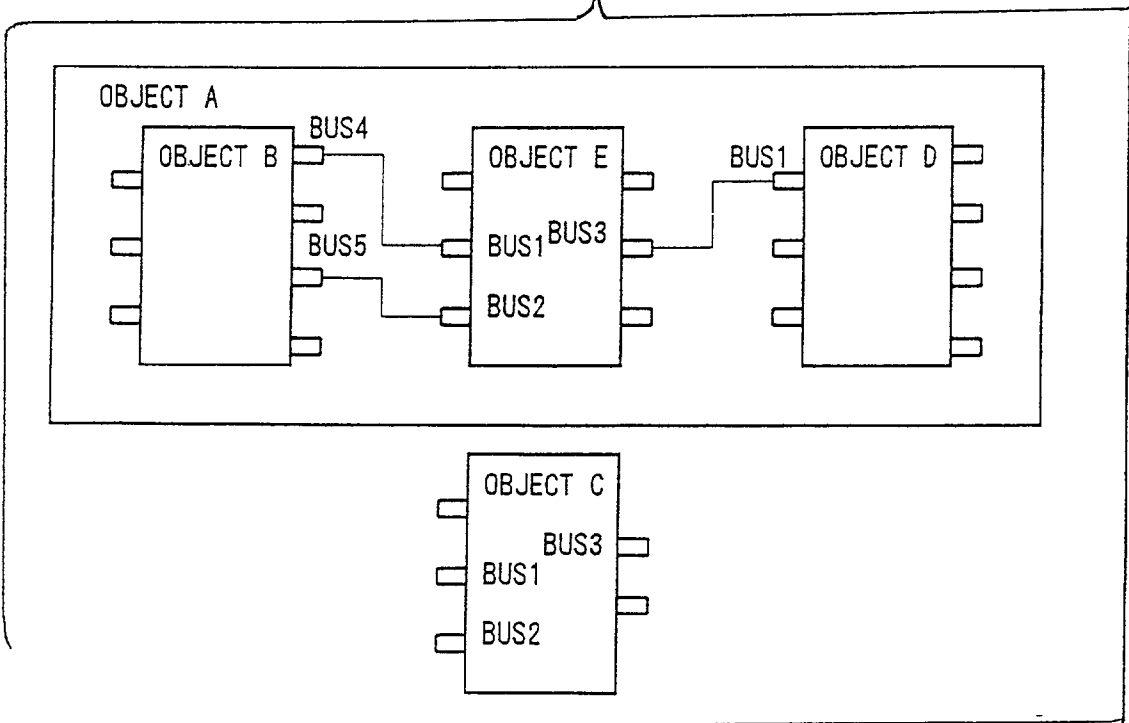 OBJECT A
BUS4
OBJECT B
OBJECT E
BUS1
OBJECT D
BUS5
BUS1
BUS3
BUS2
OBJECT C
BUS3
BUS1
BUS2